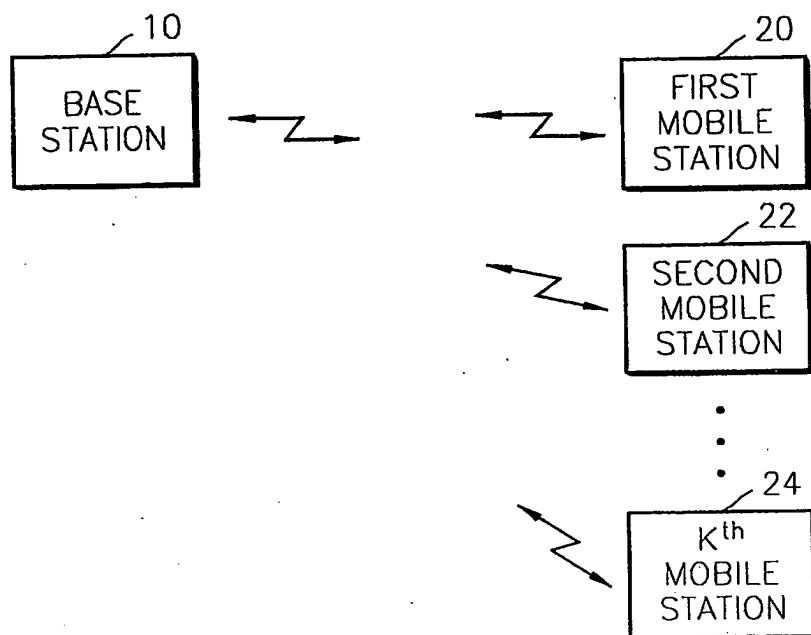 10
BASE
STATION
20
FIRST
MOBILE
STATION
22
SECOND
MOBILE
STATION
24
Kth
MOBILE
STATION